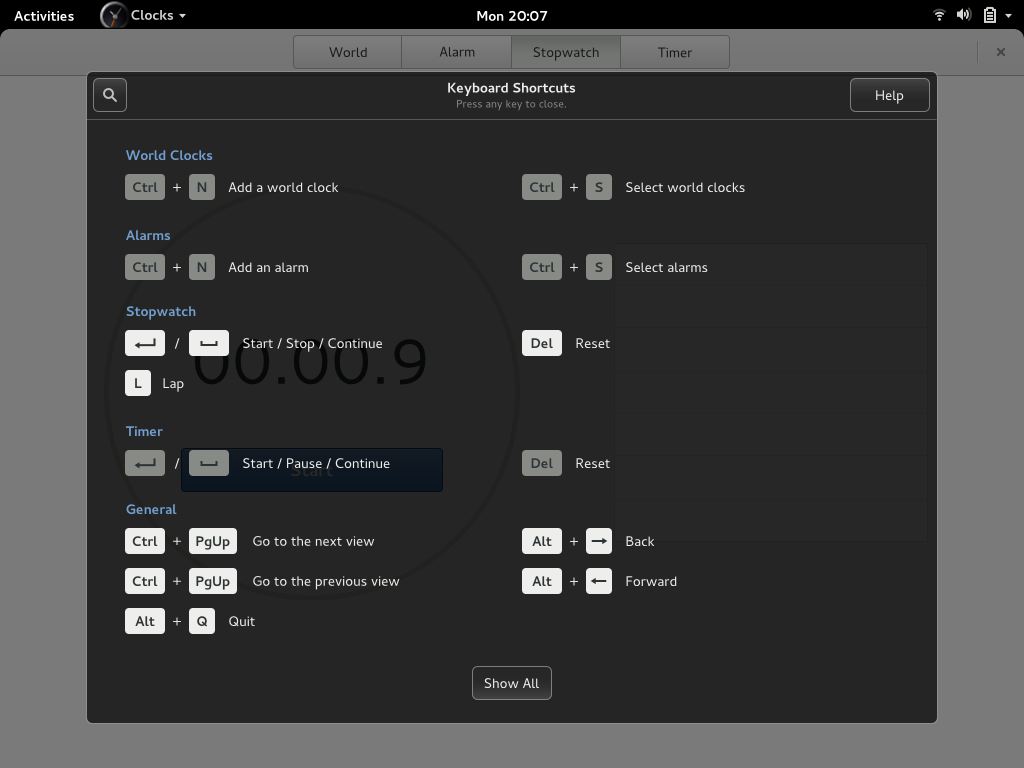 Activities Clocks Mon 20:07
World Alarm Stopwatch Timer
Keyboard Shortcuts
Press any key to close.
Help
World Clocks
Ctrl + N Add a world clock Ctrl + S Select world clocks
Alarms
Ctrl + N Add an alarm Ctrl + S Select alarms
Stopwatch
/ Start / Stop / Continue Del Reset
00.00.9
L Lap
Timer
/ Start / Pause / Continue Del Reset
Start
General
Ctrl + PgUp Go to the next view Alt + → Back
Ctrl + PgUp Go to the previous view Alt + ← Forward
Alt + Q Quit
Show All